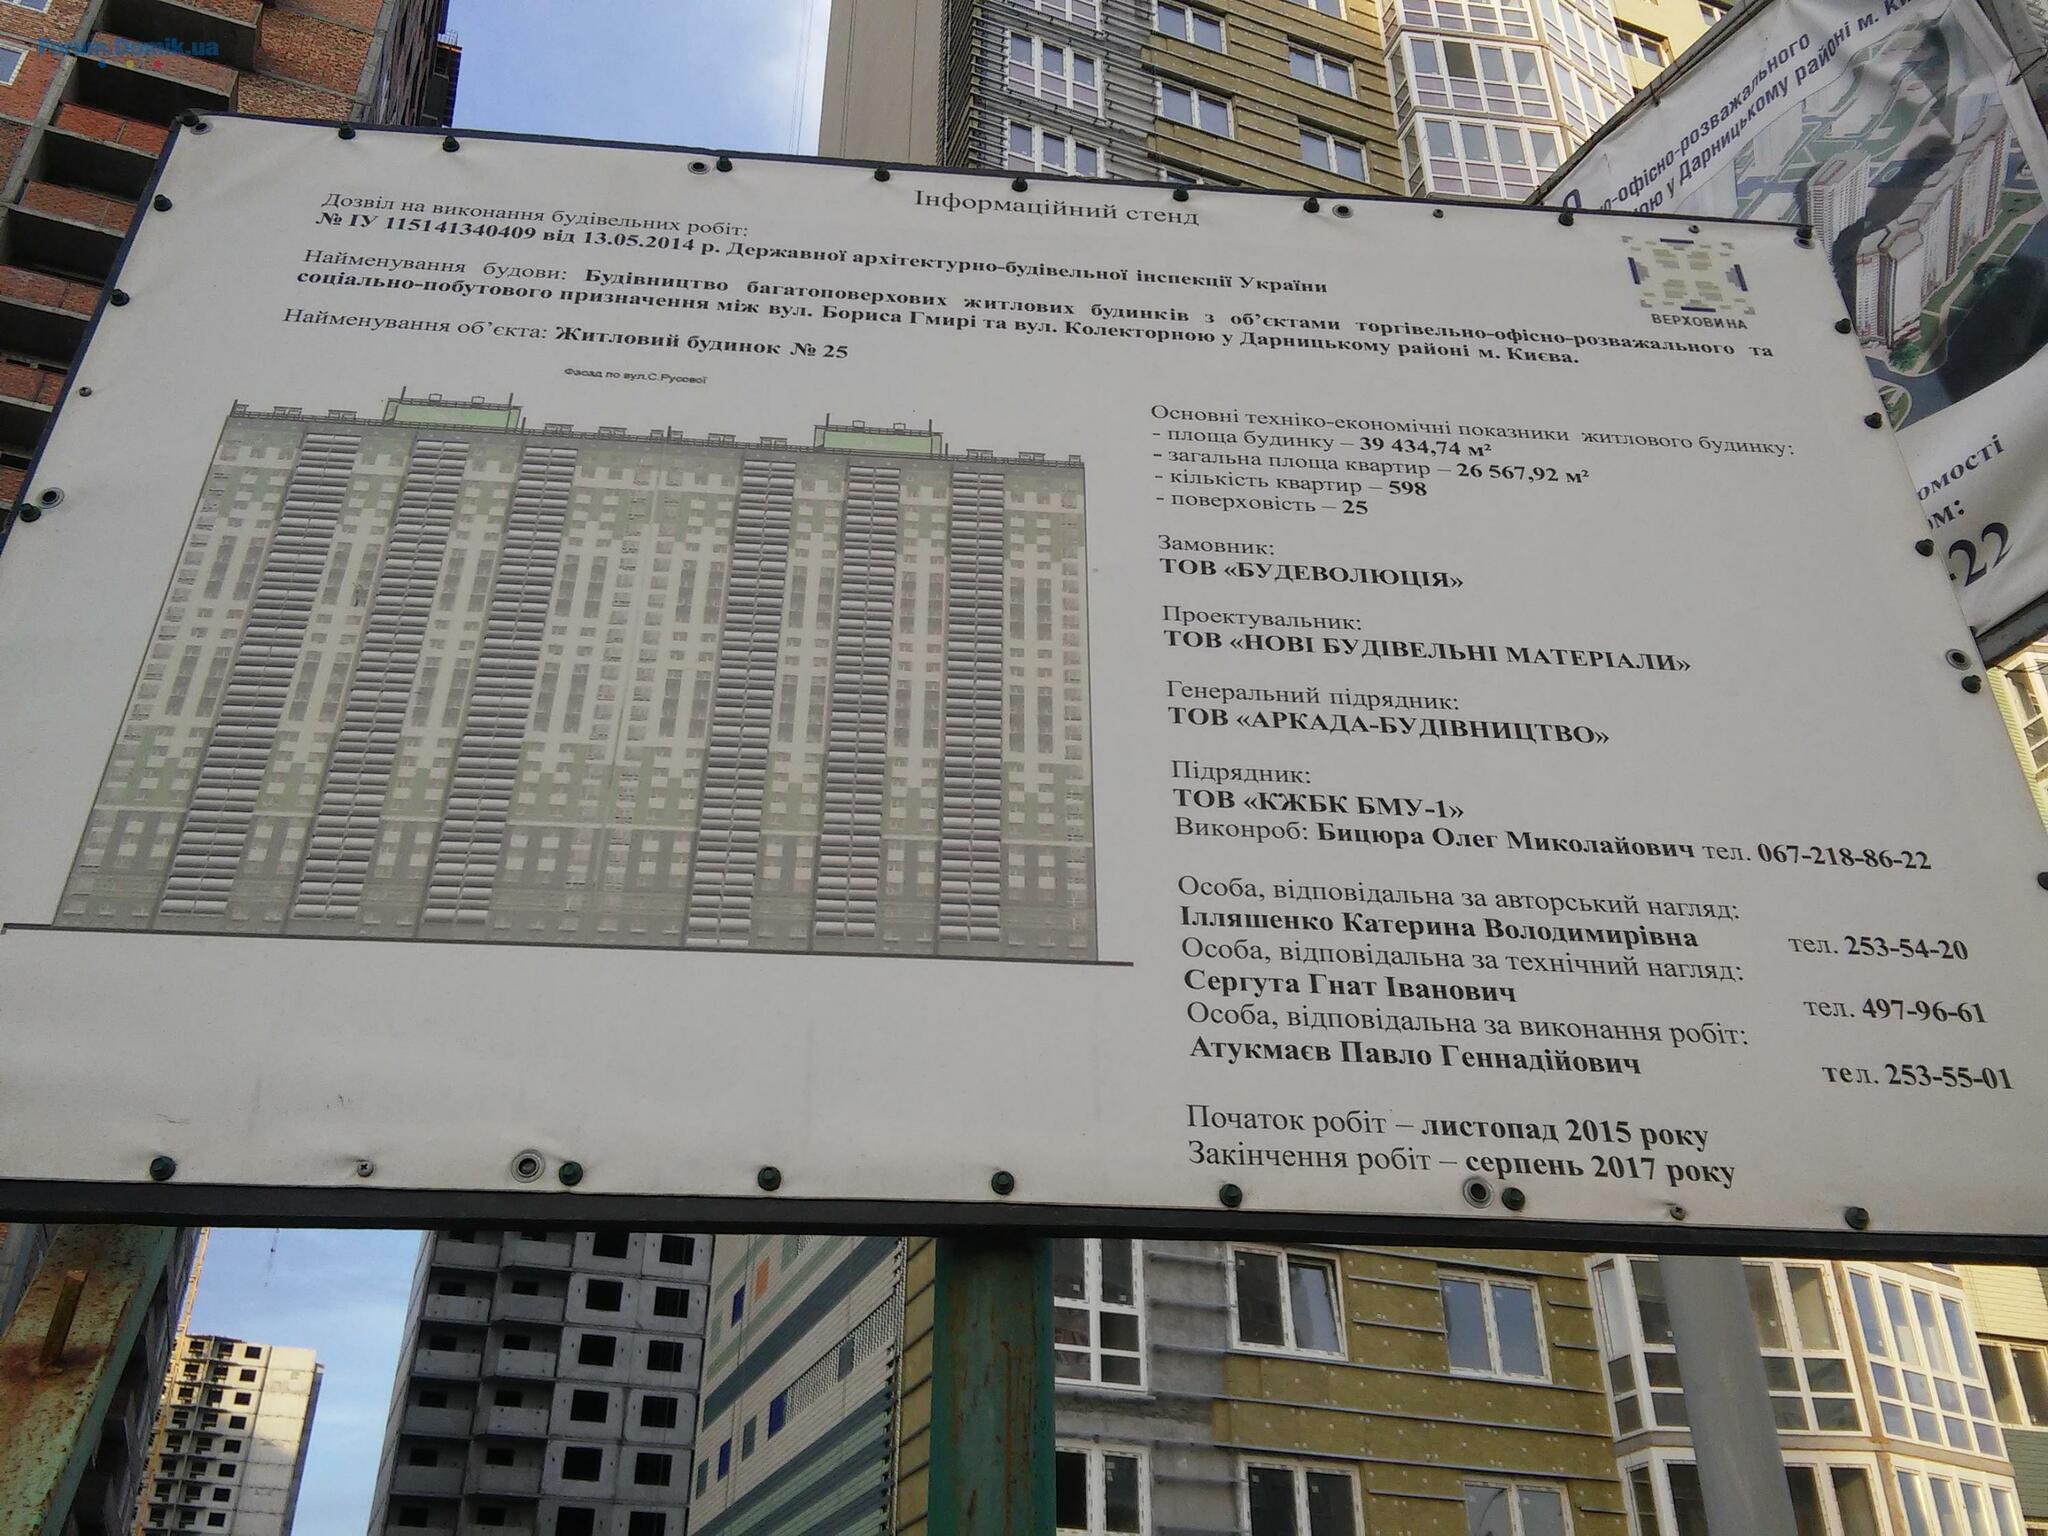 Forum.Domik.ua
Інформаційний стенд
Дозвіл на виконання будівельних робіт:
№ ІУ 115141340409 від 13.05.2014 р. Державної архітектурно-будівельної інспекції України
Найменування будови: Будівництво багатоповерхових житлових будинків з об’єктами торгівельно-офісно-розважального та
соціально-побутового призначення між вул. Бориса Гмирі та вул. Колекторною у Дарницькому районі м. Києва.
Найменування об’єкта: Житловий будинок № 25
ВЕРХОВИНА
Фасад по вул.С.Русової
Основні техніко-економічні показники житлового будинку:
- площа будинку – 39 434,74 м²
- загальна площа квартир – 26 567,92 м²
- кількість квартир – 598
- поверховість – 25
Замовник:
ТОВ «БУДЕВОЛЮЦІЯ»
Проектувальник:
ТОВ «НОВІ БУДІВЕЛЬНІ МАТЕРІАЛИ»
Генеральний підрядник:
ТОВ «АРКАДА-БУДІВНИЦТВО»
Підрядник:
ТОВ «КЖБК БМУ-1»
Виконроб: Бицюра Олег Миколайович тел. 067-218-86-22
Особа, відповідальна за авторський нагляд:
Ілляшенко Катерина Володимирівна тел. 253-54-20
Особа, відповідальна за технічний нагляд:
Сергута Гнат Іванович тел. 497-96-61
Особа, відповідальна за виконання робіт:
Атукмаєв Павло Геннадійович тел. 253-55-01
Початок робіт – листопад 2015 року
Закінчення робіт – серпень 2017 року
о-офісно-розважального
ою у Дарницькому районі м. Ки
омості
ом:
-22